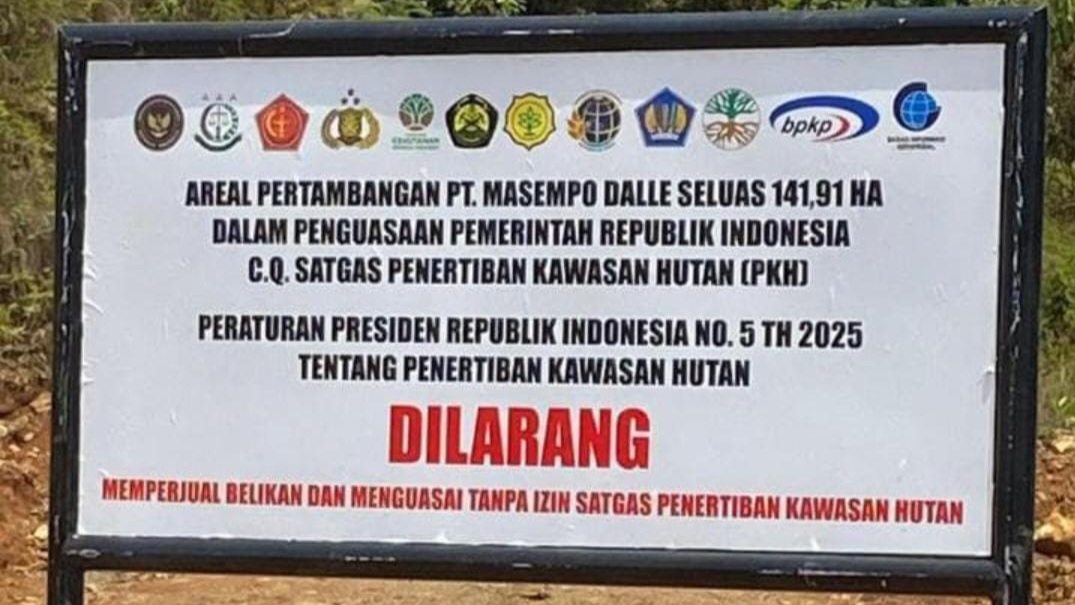 bpkp
AREAL PERTAMBANGAN PT. MASEMPO DALLE SELUAS 141,91 HA
DALAM PENGUASAAN PEMERINTAH REPUBLIK INDONESIA
C.Q. SATGAS PENERTIBAN KAWASAN HUTAN (PKH)
PERATURAN PRESIDEN REPUBLIK INDONESIA NO. 5 TH 2025
TENTANG PENERTIBAN KAWASAN HUTAN
DILARANG
MEMPERJUAL BELIKAN DAN MENGUASAI TANPA IZIN SATGAS PENERTIBAN KAWASAN HUTAN